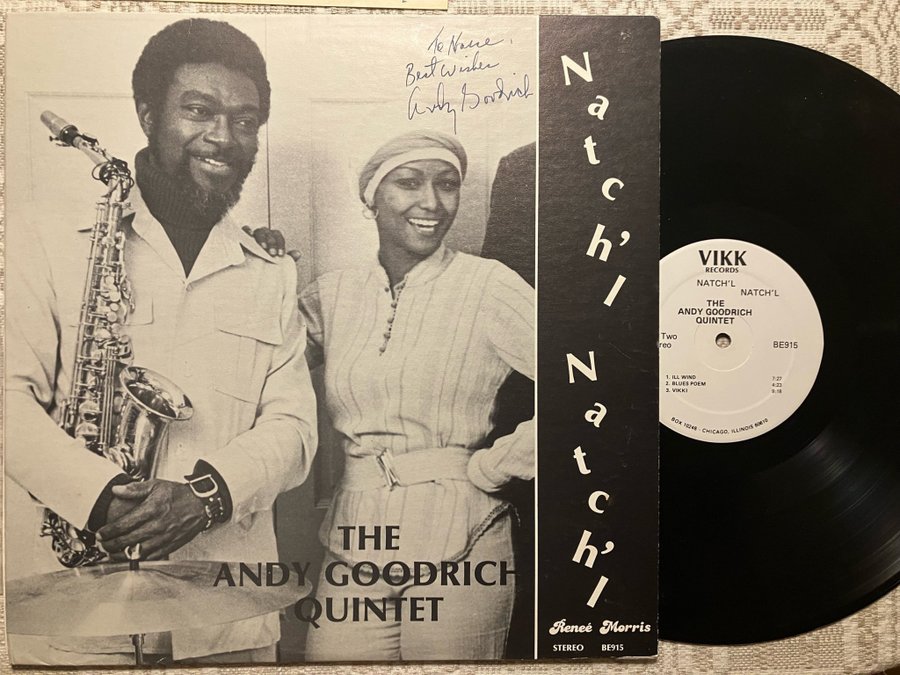 To Nasse,
Best Wishes
Andy Goodrich
Natch'l
Natch'l
THE
ANDY GOODRICH
QUINTET
Reneé Morris
STEREO BE915
VIKK
RECORDS
NATCH'L
NATCH'L
THE
ANDY GOODRICH
QUINTET
Two
reo
BE915
1. ILL WIND 7:27
2. BLUES POEM 4:23
3. VIKKI 9:18
BOX 10248 · CHICAGO, ILLINOIS 60610